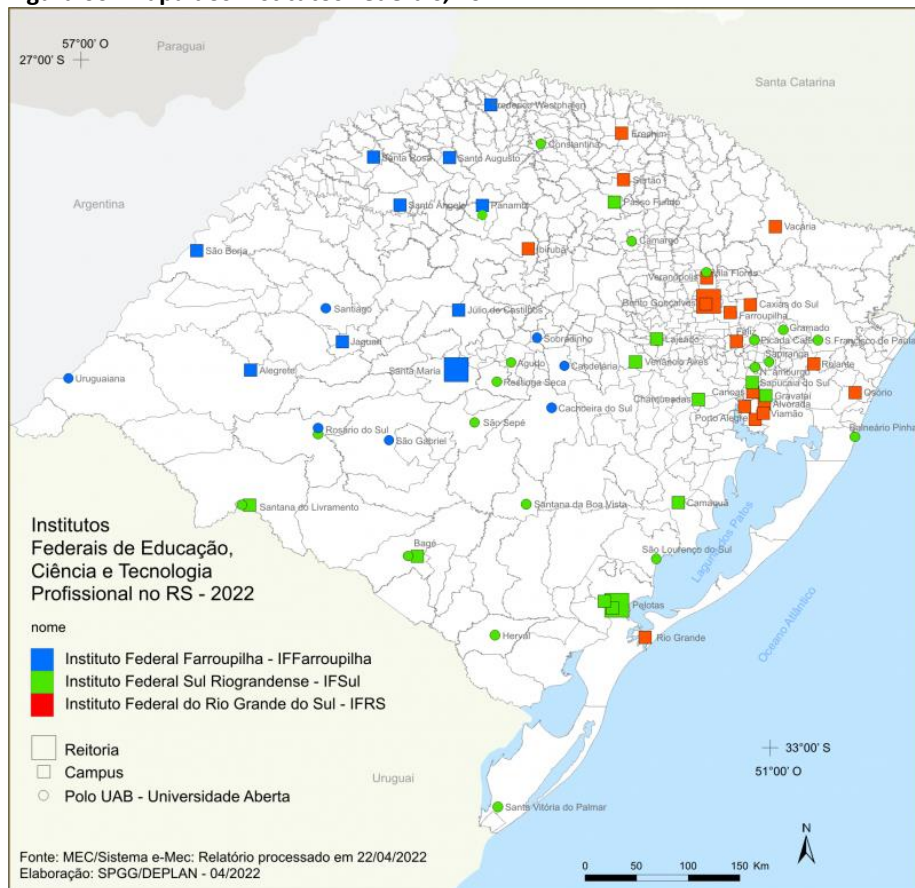 57°00' O
27°00' S
Paraguai
Santa Catarina
Frederico Westphalen
Erechim
Constantina
Santa Rosa
Santo Augusto
Sertão
Argentina
Santo Ângelo
Panambi
Passo Fundo
Vacaria
São Borja
Ibirubá
Camargo
Vila Flores
Veranópolis
Santiago
Júlio de Castilhos
Bento Gonçalves
Caxias do Sul
Farroupilha
Jaguari
Sobradinho
Lajeado
Feliz
Gramado
Picada Café
S.Francisco de Paula
Alegrete
Santa Maria
Agudo
Candelária
Venâncio Aires
Sapiranga
Rolante
N. Hamburgo
Uruguaiana
Restinga Seca
Sapucaia do Sul
Cachoeira do Sul
Charqueadas
Canoas
Gravataí
Osório
Alvorada
Porto Alegre
Viamão
Rosário do Sul
São Gabriel
São Sepé
Balneário Pinhal
Santana do Livramento
Santana da Boa Vista
Camaquã
Laguna dos Patos
Bagé
São Lourenço do Sul
Oceano Atlântico
Pelotas
Herval
Rio Grande
Institutos
Federais de Educação,
Ciência e Tecnologia
Profissional no RS - 2022
nome
Instituto Federal Farroupilha - IFFarroupilha
Instituto Federal Sul Riograndense - IFSul
Instituto Federal do Rio Grande do Sul - IFRS
Reitoria
Campus
Polo UAB - Universidade Aberta
Uruguai
33°00' S
51°00' O
Santa Vitória do Palmar
N
0 50 100 150 Km
Fonte: MEC/Sistema e-Mec: Relatório processado em 22/04/2022
Elaboração: SPGG/DEPLAN - 04/2022